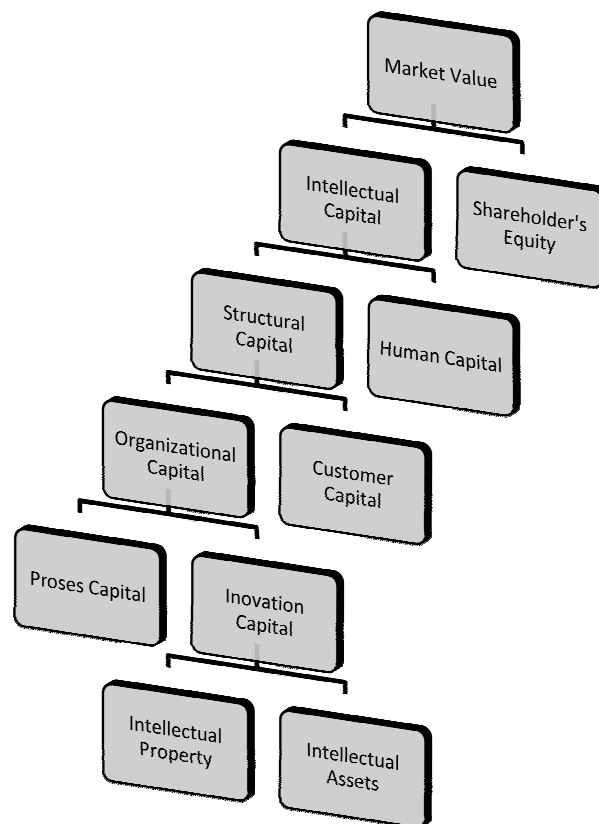 Market Value
Intellectual
Capital
Shareholder's
Equity
Structural
Capital
Human Capital
Organizational
Capital
Customer
Capital
Proses Capital
Inovation
Capital
Intellectual
Property
Intellectual
Assets